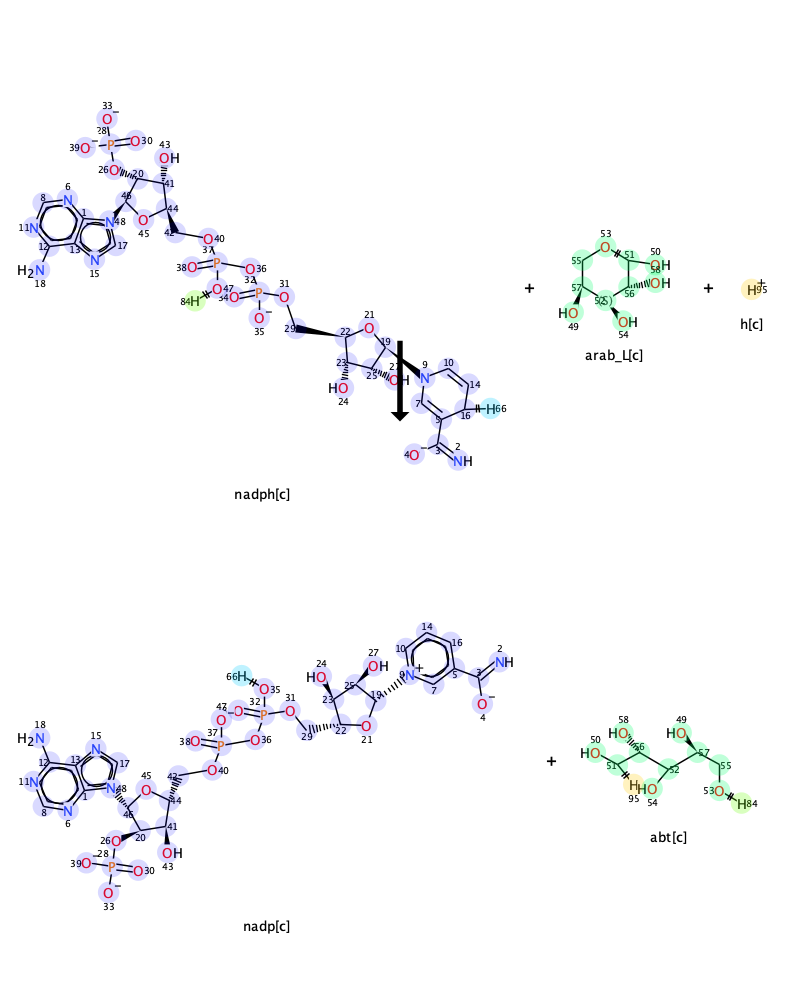 33
O−
28
39 O− P O 30
43
OH
26 O
20
41
6
8 N
46
1
N 48
44
O
45
11 N
12
13
N
15
17
42
O 40
37
H2N
18
38 O P
O 36
O 47
32
31
O
84 H
34 O P
O−
35
29
21
O
22
19
23
25
27
OH
HO
24
9
N
10
14
7
5
16
H 66
3
2
NH
4 O−
nadph[c]
+
53
O
55
51
50
OH
58
OH
57
52 (S)
56
HO
49
OH
54
arab_L[c]
+
H+
95
h[c]
14
10
16
2
NH
27
OH
24
HO
25
9 N+
7
5
3
O−
4
66 H
O 35
31
O
23
19
47
O
O
32
P
22
O
21
29
37
38 O P
O 36
O 40
18
H2N
15
N
12
13
17
45
O
42
44
11 N
1
N 48
8
N
6
46
20
41
26 O
OH
43
28
39 O− P O 30
O−
33
nadp[c]
+
58
HO
49
HO
50
HO
56
57
51
52
55
H
95
HO
54
53 O
H 84
abt[c]